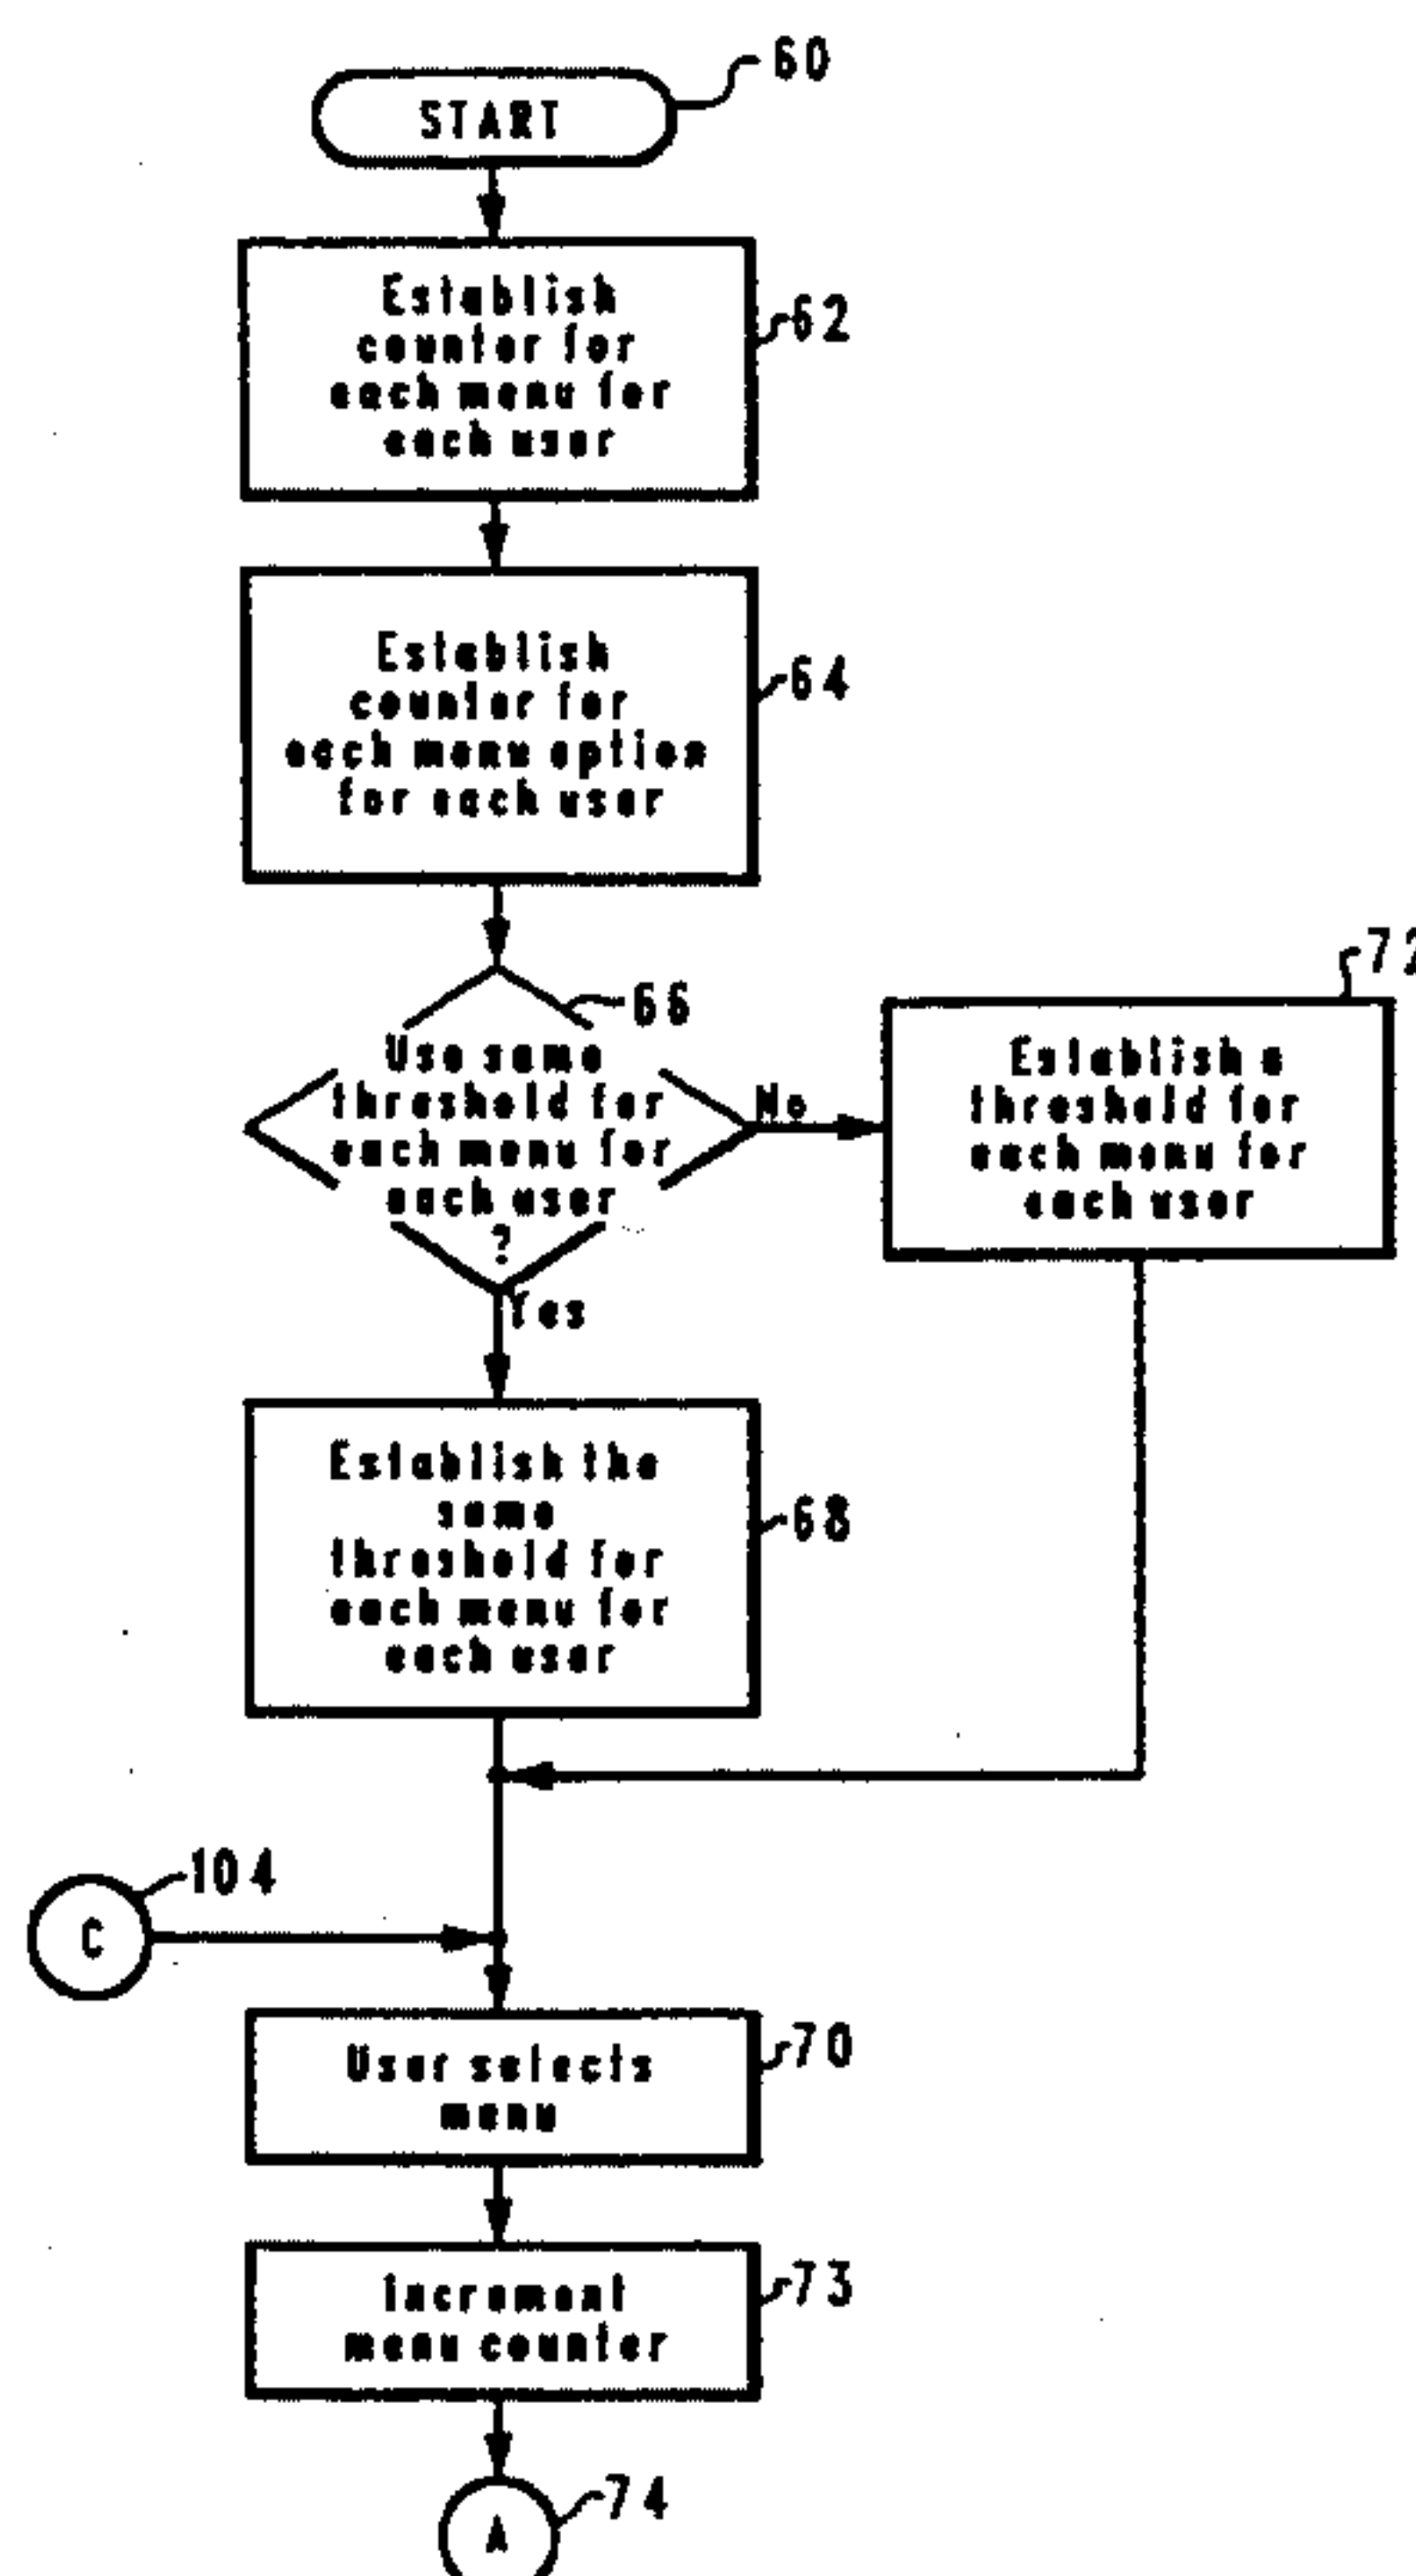 60
START
Establish
counter for
each menu for
each user
62
Establish
counter for
each menu option
for each user
64
66
Use same
threshold for
each menu for
each user
?
No
Yes
72
Establish a
threshold for
each menu for
each user
Establish the
same
threshold for
each menu for
each user
68
104
C
User selects
menu
70
Increment
menu counter
73
A
74